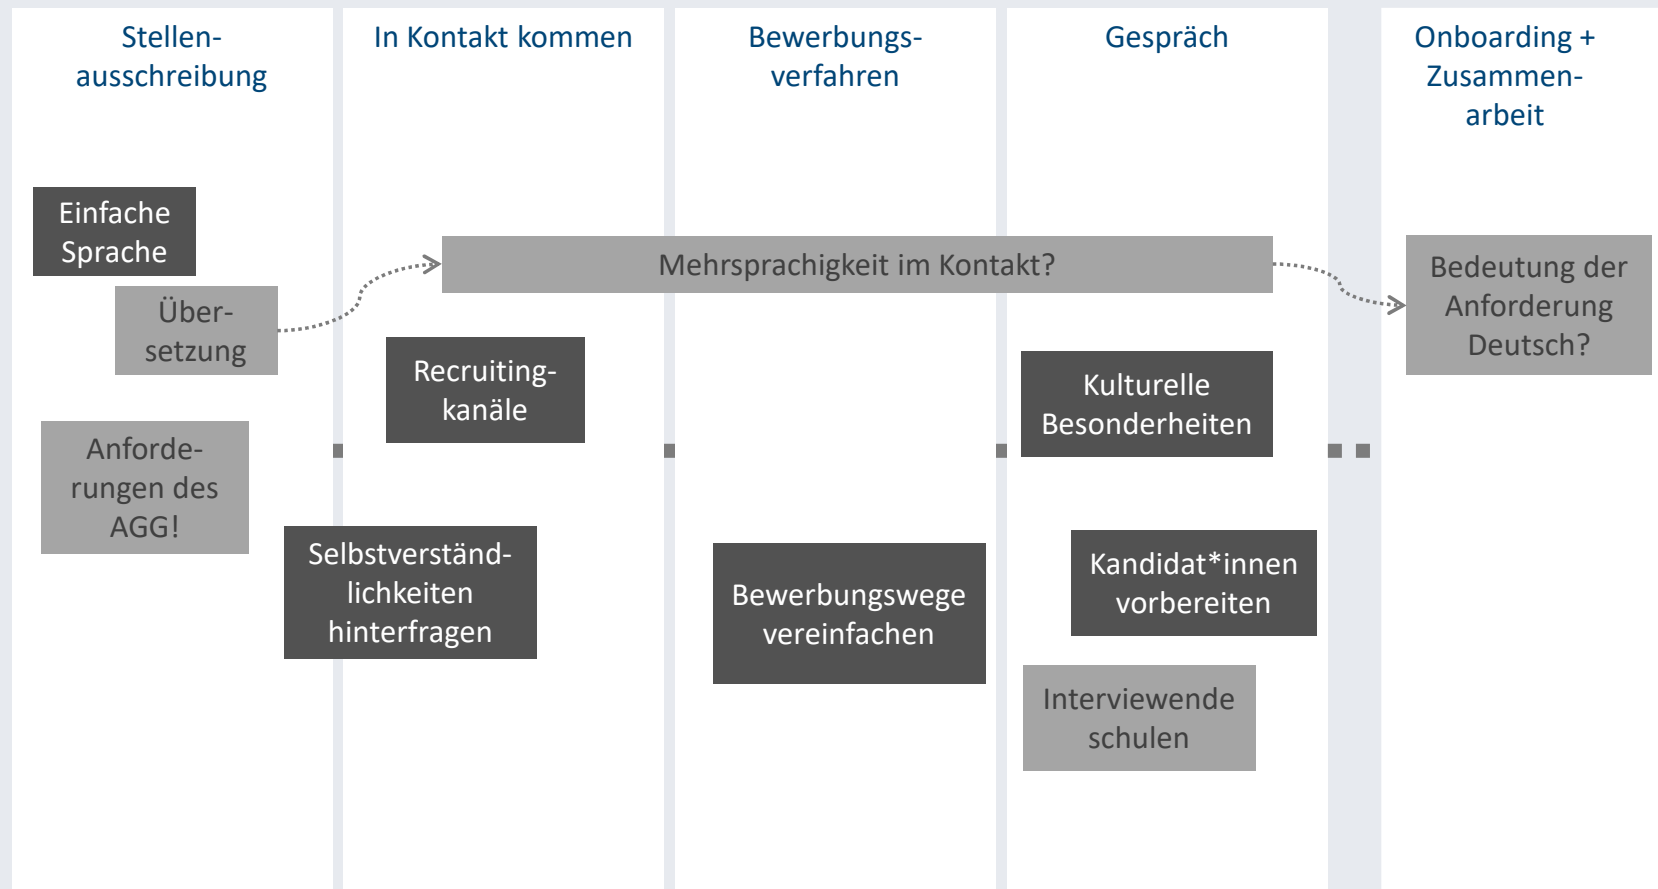 Stellen-
ausschreibung
In Kontakt kommen
Bewerbungs-
verfahren
Gespräch
Onboarding +
Zusammen-
arbeit
Einfache
Sprache
Über-
setzung
Anforde-
rungen des
AGG!
Selbstverständ-
lichkeiten
hinterfragen
Mehrsprachigkeit im Kontakt?
Recruiting-
kanäle
Bewerbungswege
vereinfachen
Kulturelle
Besonderheiten
Kandidat*innen
vorbereiten
Interviewende
schulen
Bedeutung der
Anforderung
Deutsch?